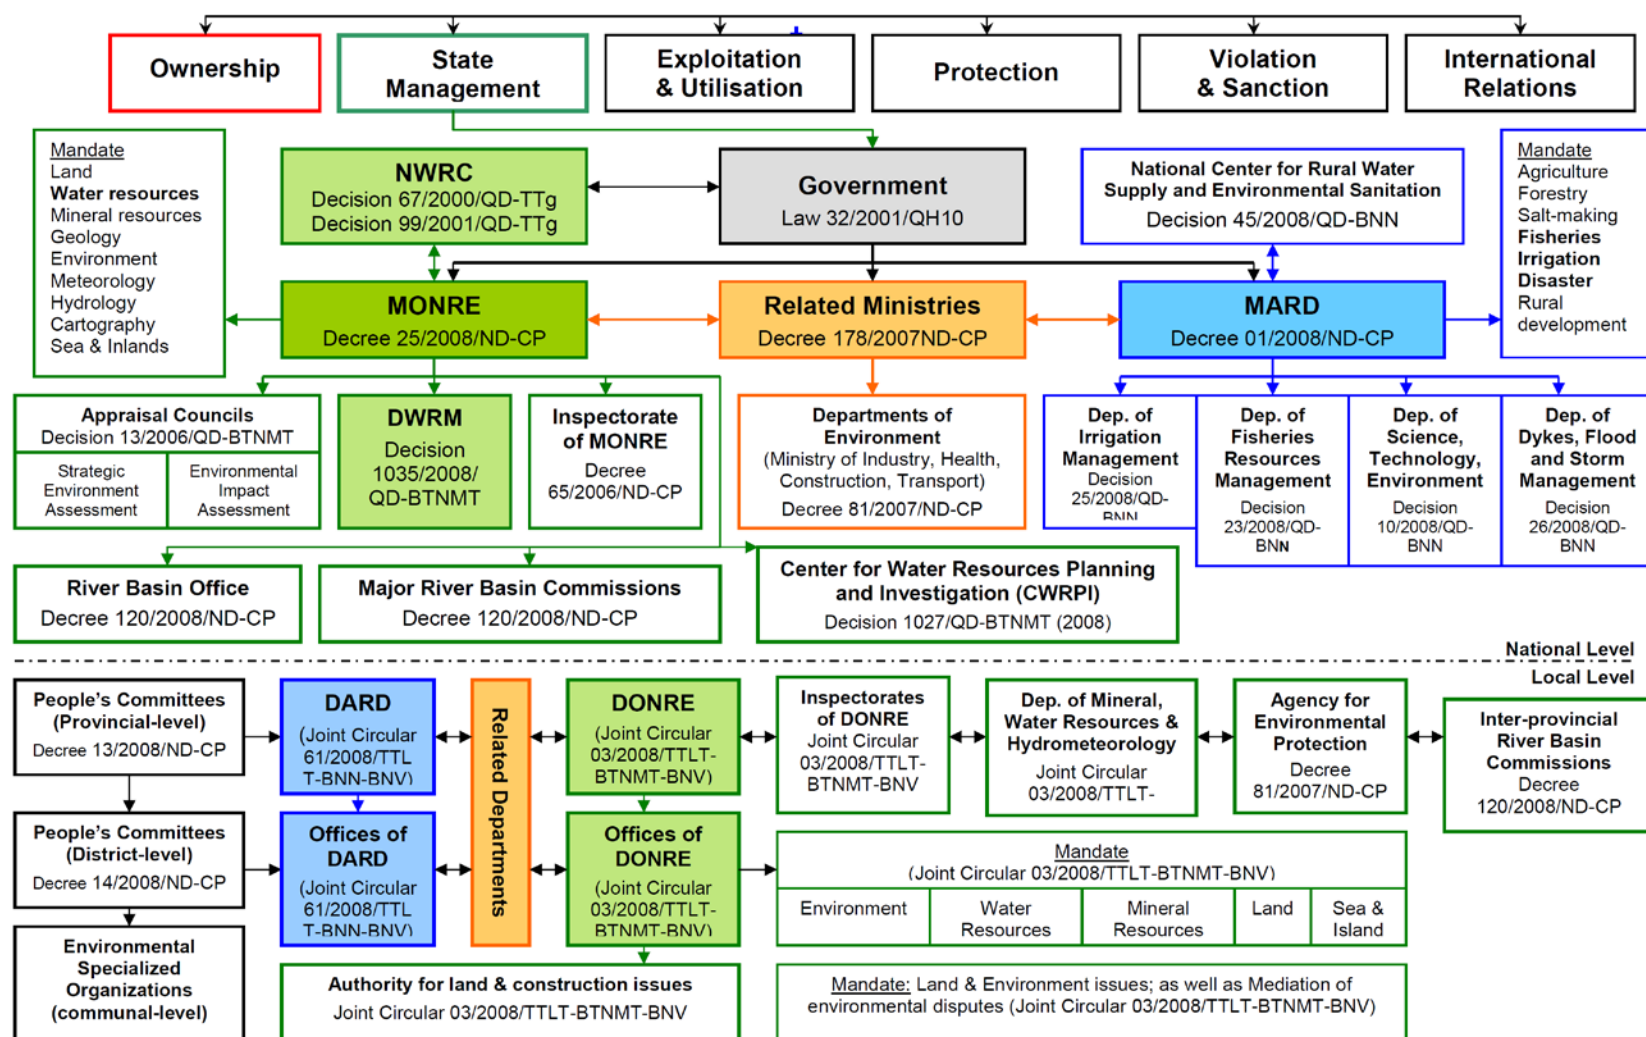 Ownership
State
Management
Exploitation
& Utilisation
Protection
Violation
& Sanction
International
Relations
Mandate
Land
Water resources
Mineral resources
Geology
Environment
Meteorology
Hydrology
Cartography
Sea & Inlands
NWRC
Decision 67/2000/QD-TTg
Decision 99/2001/QD-TTg
Government
Law 32/2001/QH10
National Center for Rural Water
Supply and Environmental Sanitation
Decision 45/2008/QD-BNN
Mandate
Agriculture
Forestry
Salt-making
Fisheries
Irrigation
Disaster
Rural
development
MONRE
Decree 25/2008/ND-CP
Related Ministries
Decree 178/2007ND-CP
MARD
Decree 01/2008/ND-CP
Appraisal Councils
Decision 13/2006/QD-BTNMT
Strategic
Environment
Assessment
Environmental
Impact
Assessment
DWRM
Decision
1035/2008/
QD-BTNMT
Inspectorate
of MONRE
Decree
65/2006/ND-CP
Departments of
Environment
(Ministry of Industry, Health,
Construction, Transport)
Decree 81/2007/ND-CP
Dep. of
Irrigation
Management
Decision
25/2008/QD-
BNN
Dep. of
Fisheries
Resources
Management
Decision
23/2008/QD-
BNN
Dep. of
Science,
Technology,
Environment
Decision
10/2008/QD-
BNN
Dep. of
Dykes, Flood
and Storm
Management
Decision
26/2008/QD-
BNN
River Basin Office
Decree 120/2008/ND-CP
Major River Basin Commissions
Decree 120/2008/ND-CP
Center for Water Resources Planning
and Investigation (CWRPI)
Decision 1027/QD-BTNMT (2008)
National Level
Local Level
People's Committees
(Provincial-level)
Decree 13/2008/ND-CP
DARD
(Joint Circular
61/2008/TTL
T-BNN-BNV)
Related Departments
DONRE
(Joint Circular
03/2008/TTLT-
BTNMT-BNV)
Inspectorates
of DONRE
Joint Circular
03/2008/TTLT-
BTNMT-BNV
Dep. of Mineral,
Water Resources &
Hydrometeorology
Joint Circular
03/2008/TTLT-
Agency for
Environmental
Protection
Decree
81/2007/ND-CP
Inter-provincial
River Basin
Commissions
Decree
120/2008/ND-CP
People's Committees
(District-level)
Decree 14/2008/ND-CP
Offices of
DARD
(Joint Circular
61/2008/TTL
T-BNN-BNV)
Offices of
DONRE
(Joint Circular
03/2008/TTLT-
BTNMT-BNV)
Mandate
(Joint Circular 03/2008/TTLT-BTNMT-BNV)
Environment
Water
Resources
Mineral
Resources
Land
Sea &
Island
Environmental
Specialized
Organizations
(communal-level)
Authority for land & construction issues
Joint Circular 03/2008/TTLT-BTNMT-BNV
Mandate: Land & Environment issues; as well as Mediation of
environmental disputes (Joint Circular 03/2008/TTLT-BTNMT-BNV)